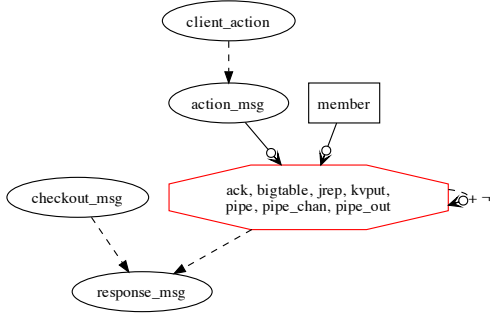 client_action
action_msg
member
checkout_msg
ack, bigtable, jrep, kvput,
pipe, pipe_chan, pipe_out
+ ¬
response_msg